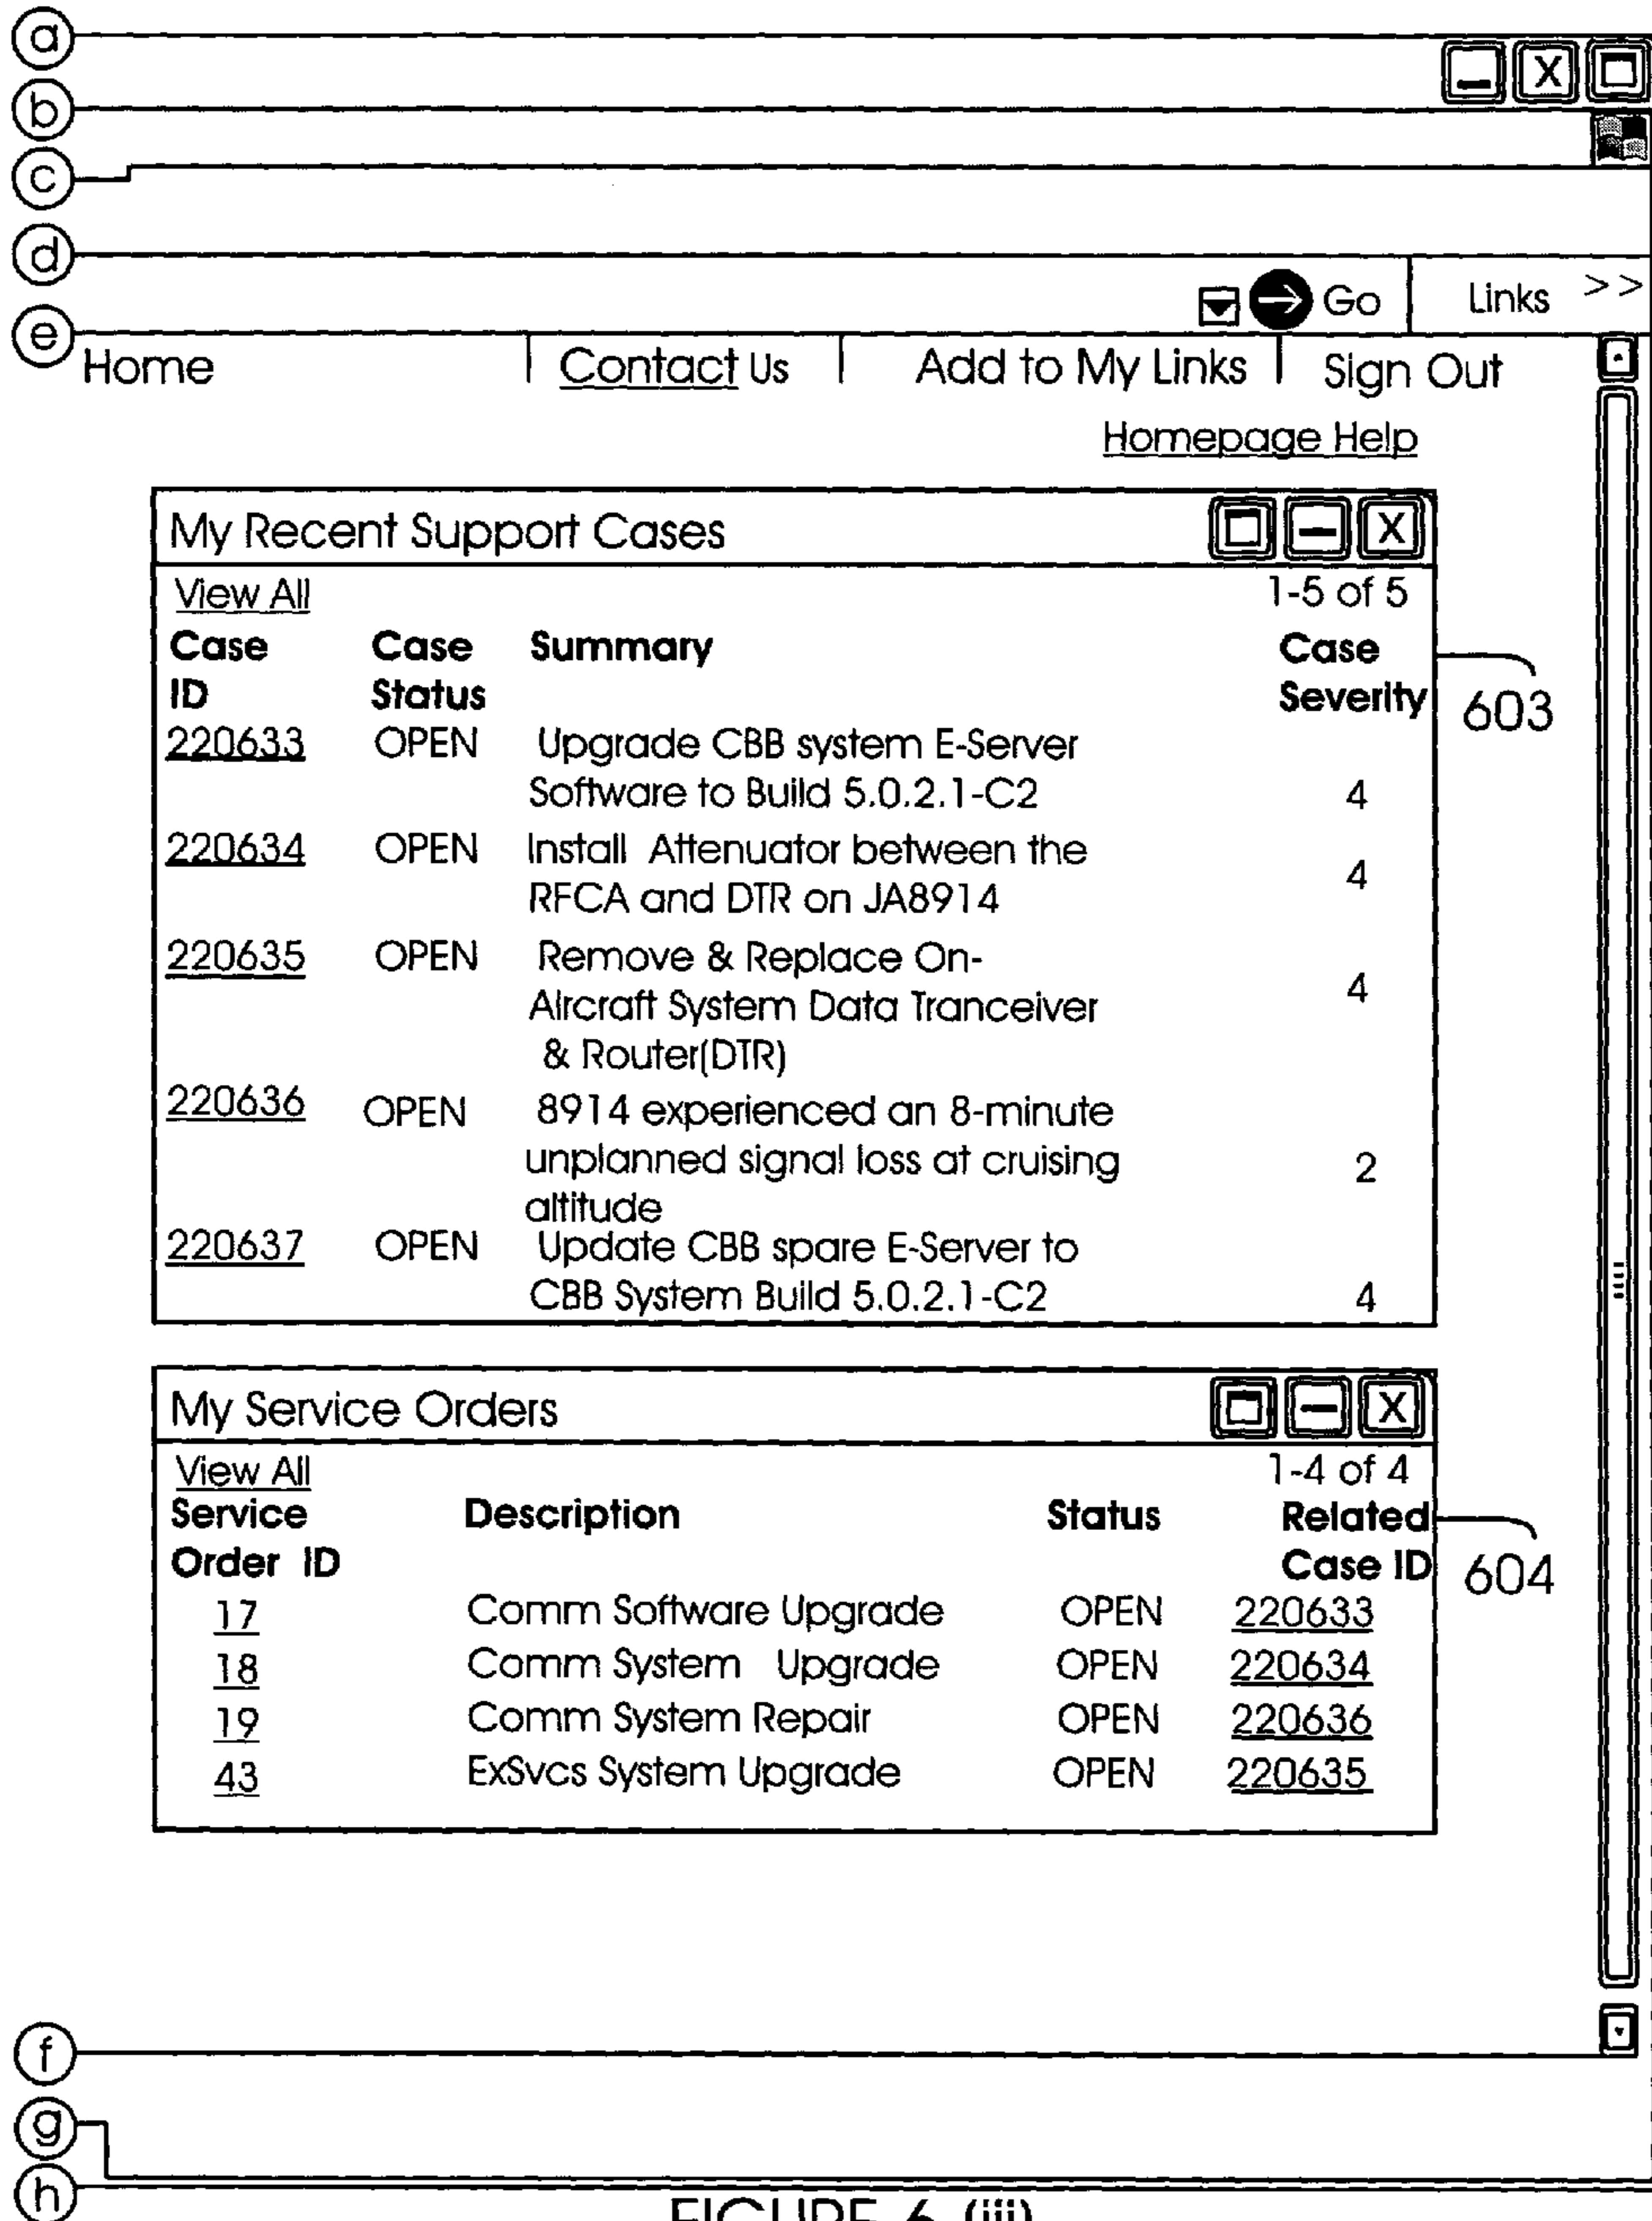 a
b
c
d
Go Links >>
e
Home | Contact Us | Add to My Links | Sign Out
Homepage Help
My Recent Support Cases
View All 1-5 of 5
Case Case Summary Case
ID Status Severity
603
220633 OPEN Upgrade CBB system E-Server
Software to Build 5.0.2.1-C2 4
220634 OPEN Install Attenuator between the
RFCA and DTR on JA8914 4
220635 OPEN Remove & Replace On-
Aircraft System Data Tranceiver 4
& Router(DTR)
220636 OPEN 8914 experienced an 8-minute
unplanned signal loss at cruising 2
altitude
220637 OPEN Update CBB spare E-Server to
CBB System Build 5.0.2.1-C2 4
My Service Orders
View All 1-4 of 4
Service Description Status Related
Order ID Case ID
604
17 Comm Software Upgrade OPEN 220633
18 Comm System Upgrade OPEN 220634
19 Comm System Repair OPEN 220636
43 ExSvcs System Upgrade OPEN 220635
f
g
h
FIGURE 6 (iii)